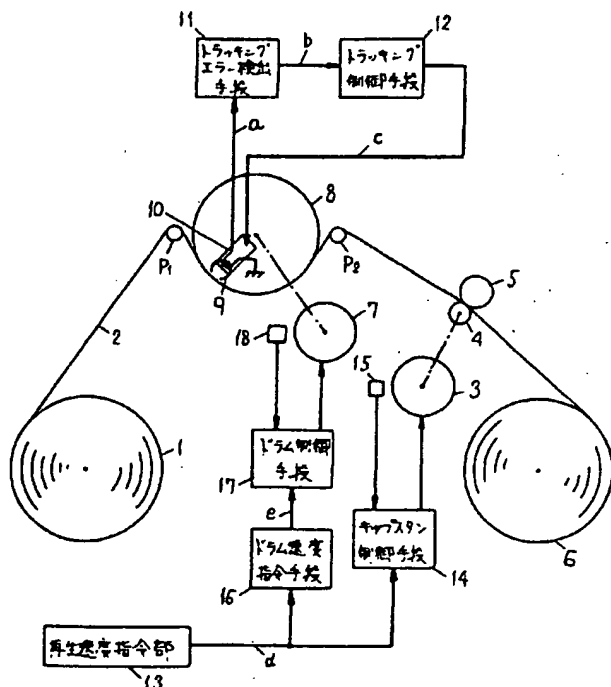 11
トラッキング
エラー検出
手段
b
12
トラッキング
制御手段
a
c
8
10
P1
P2
9
5
4
2
18
7
15
3
1
ドラム制御
手段
17
e
キャプスタン
制御手段
14
6
ドラム速度
指令手段
16
再生速度指令部
13
d